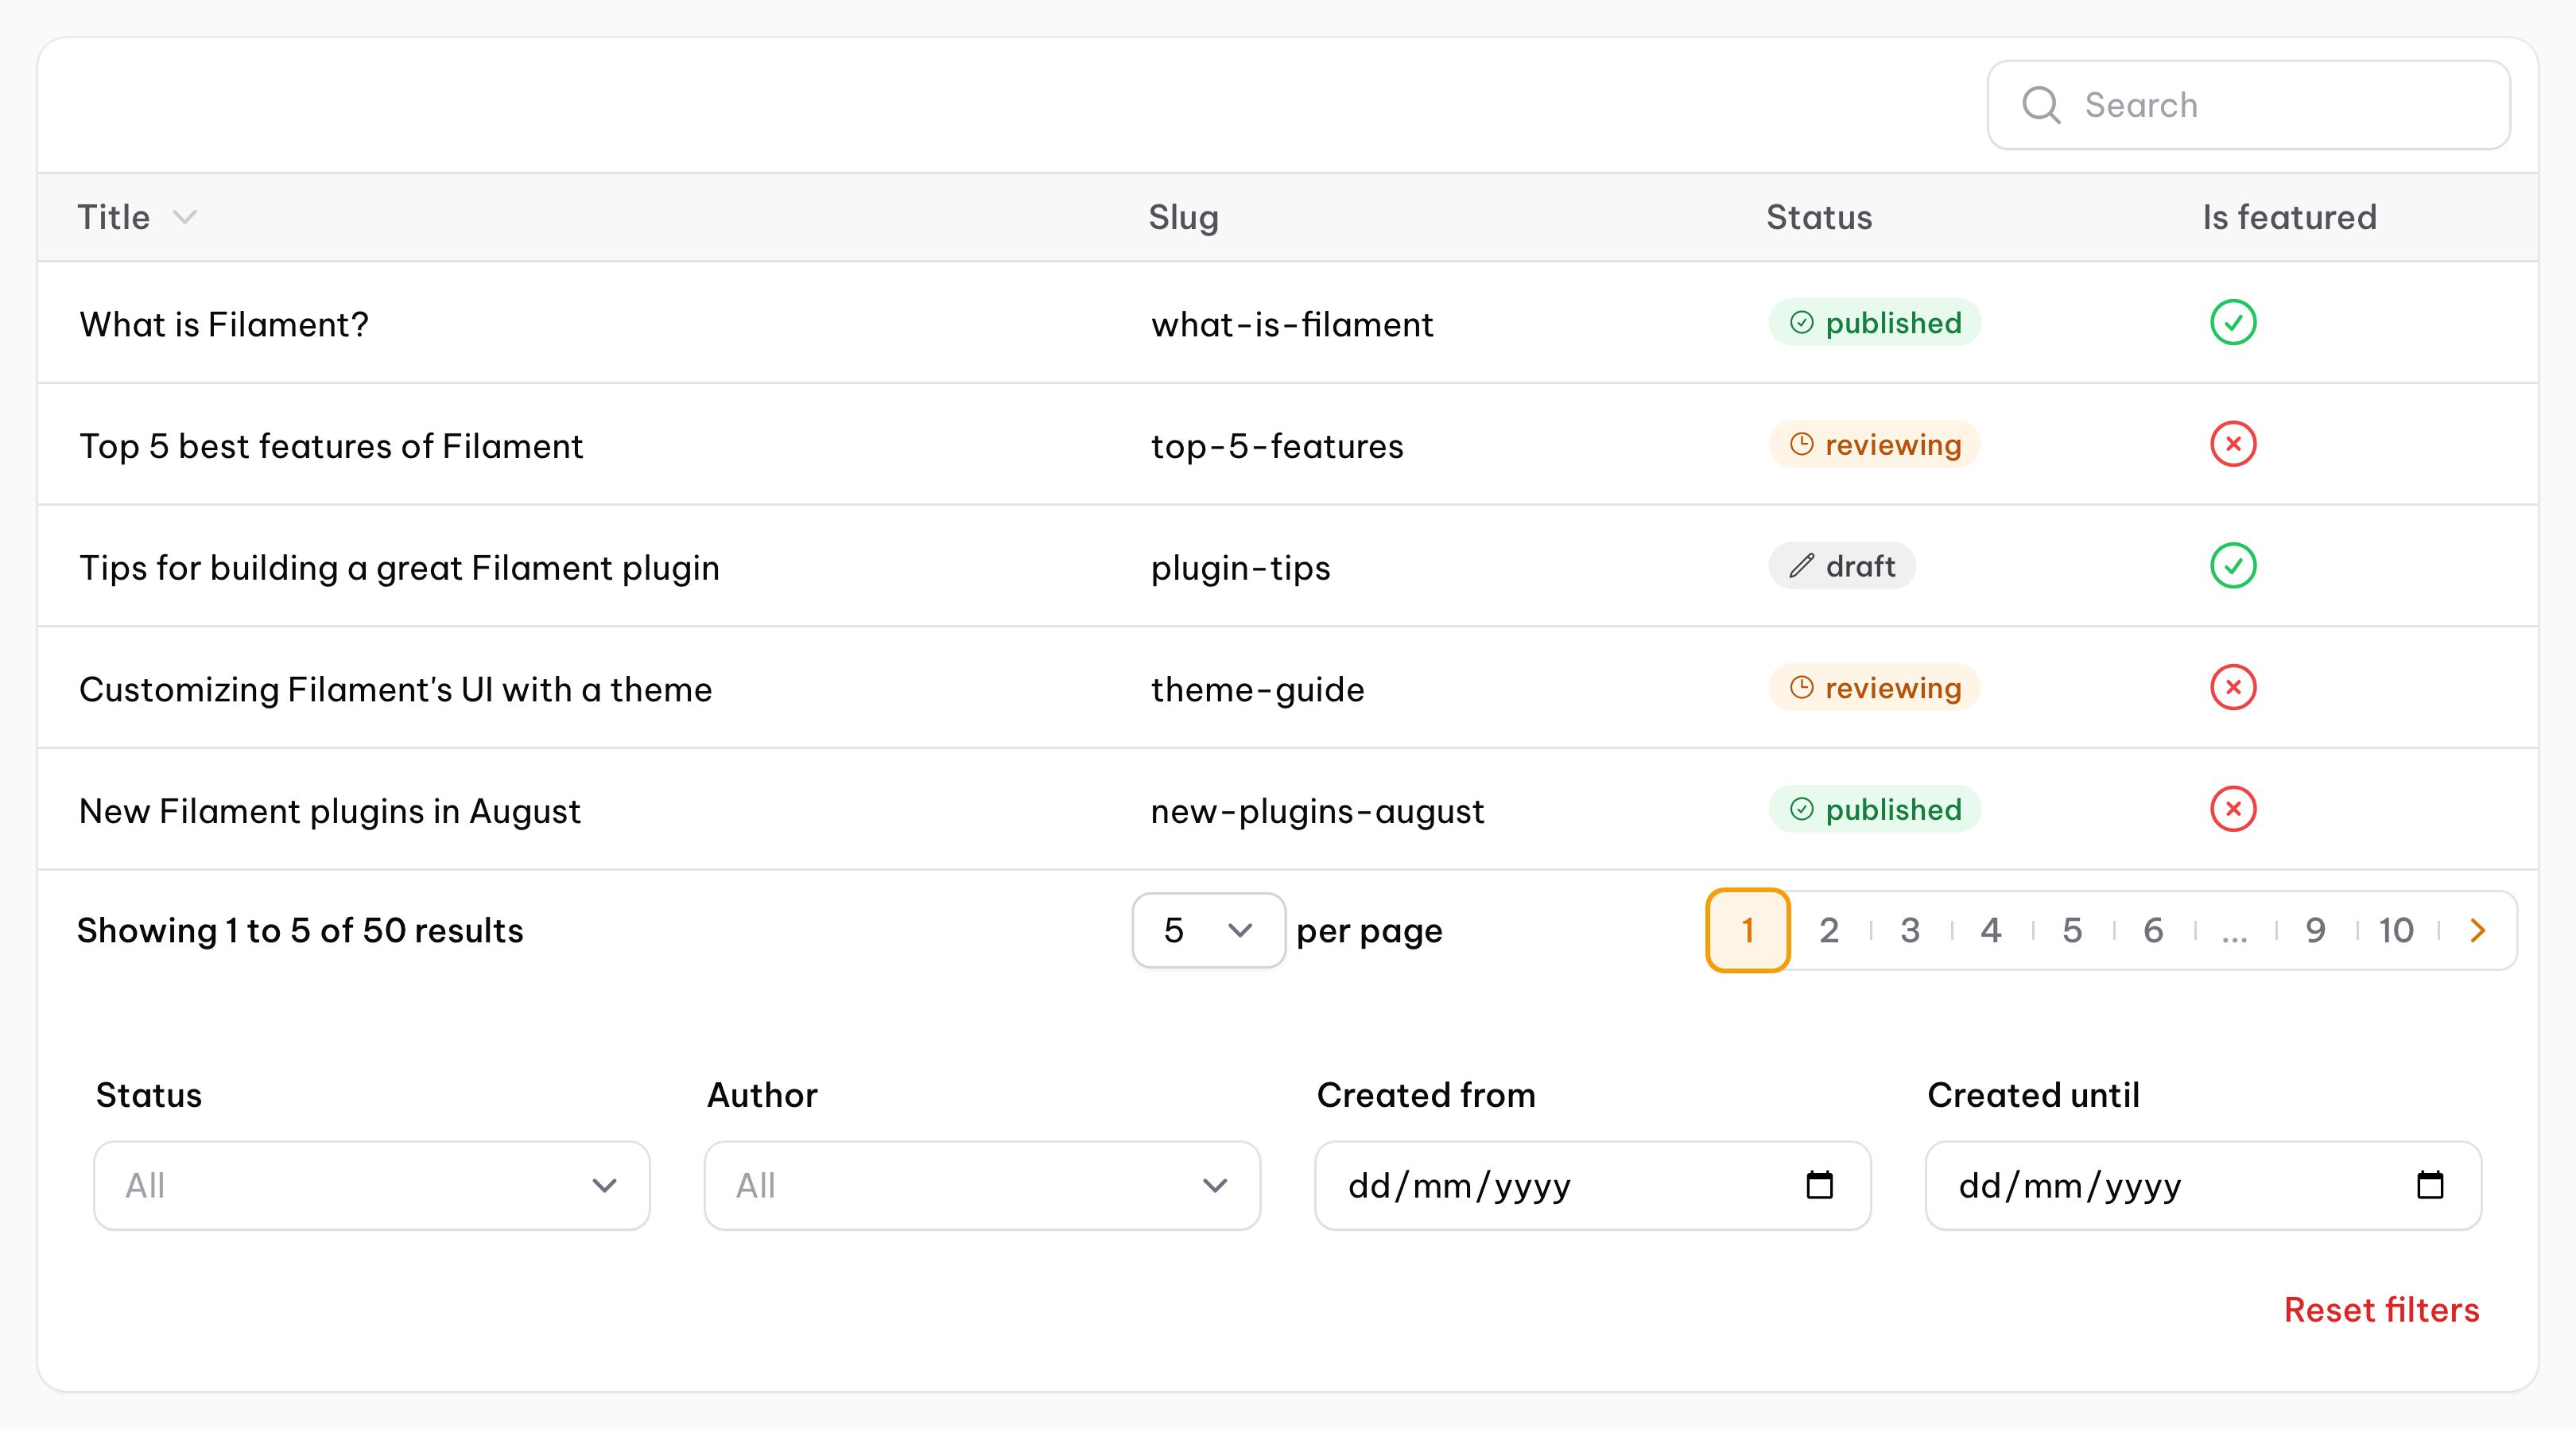 Search
Title Slug Status Is featured
What is Filament? what-is-filament published
Top 5 best features of Filament top-5-features reviewing
Tips for building a great Filament plugin plugin-tips draft
Customizing Filament's UI with a theme theme-guide reviewing
New Filament plugins in August new-plugins-august published
Showing 1 to 5 of 50 results 5 per page 1 2 3 4 5 6 ... 9 10
Status Author Created from Created until
All All dd/mm/yyyy dd/mm/yyyy
Reset filters